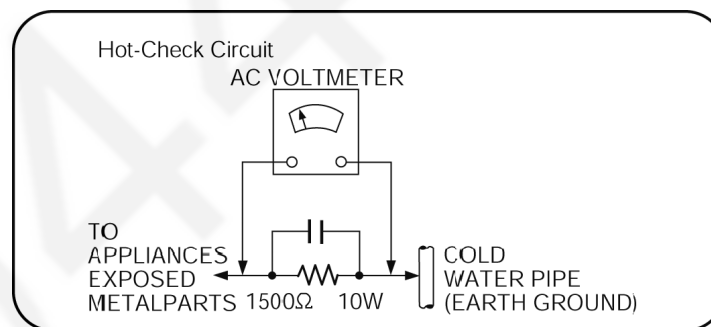 Hot-Check Circuit
AC VOLTMETER
TO
APPLIANCES
EXPOSED
METALPARTS
1500Ω 10W
COLD
WATER PIPE
(EARTH GROUND)